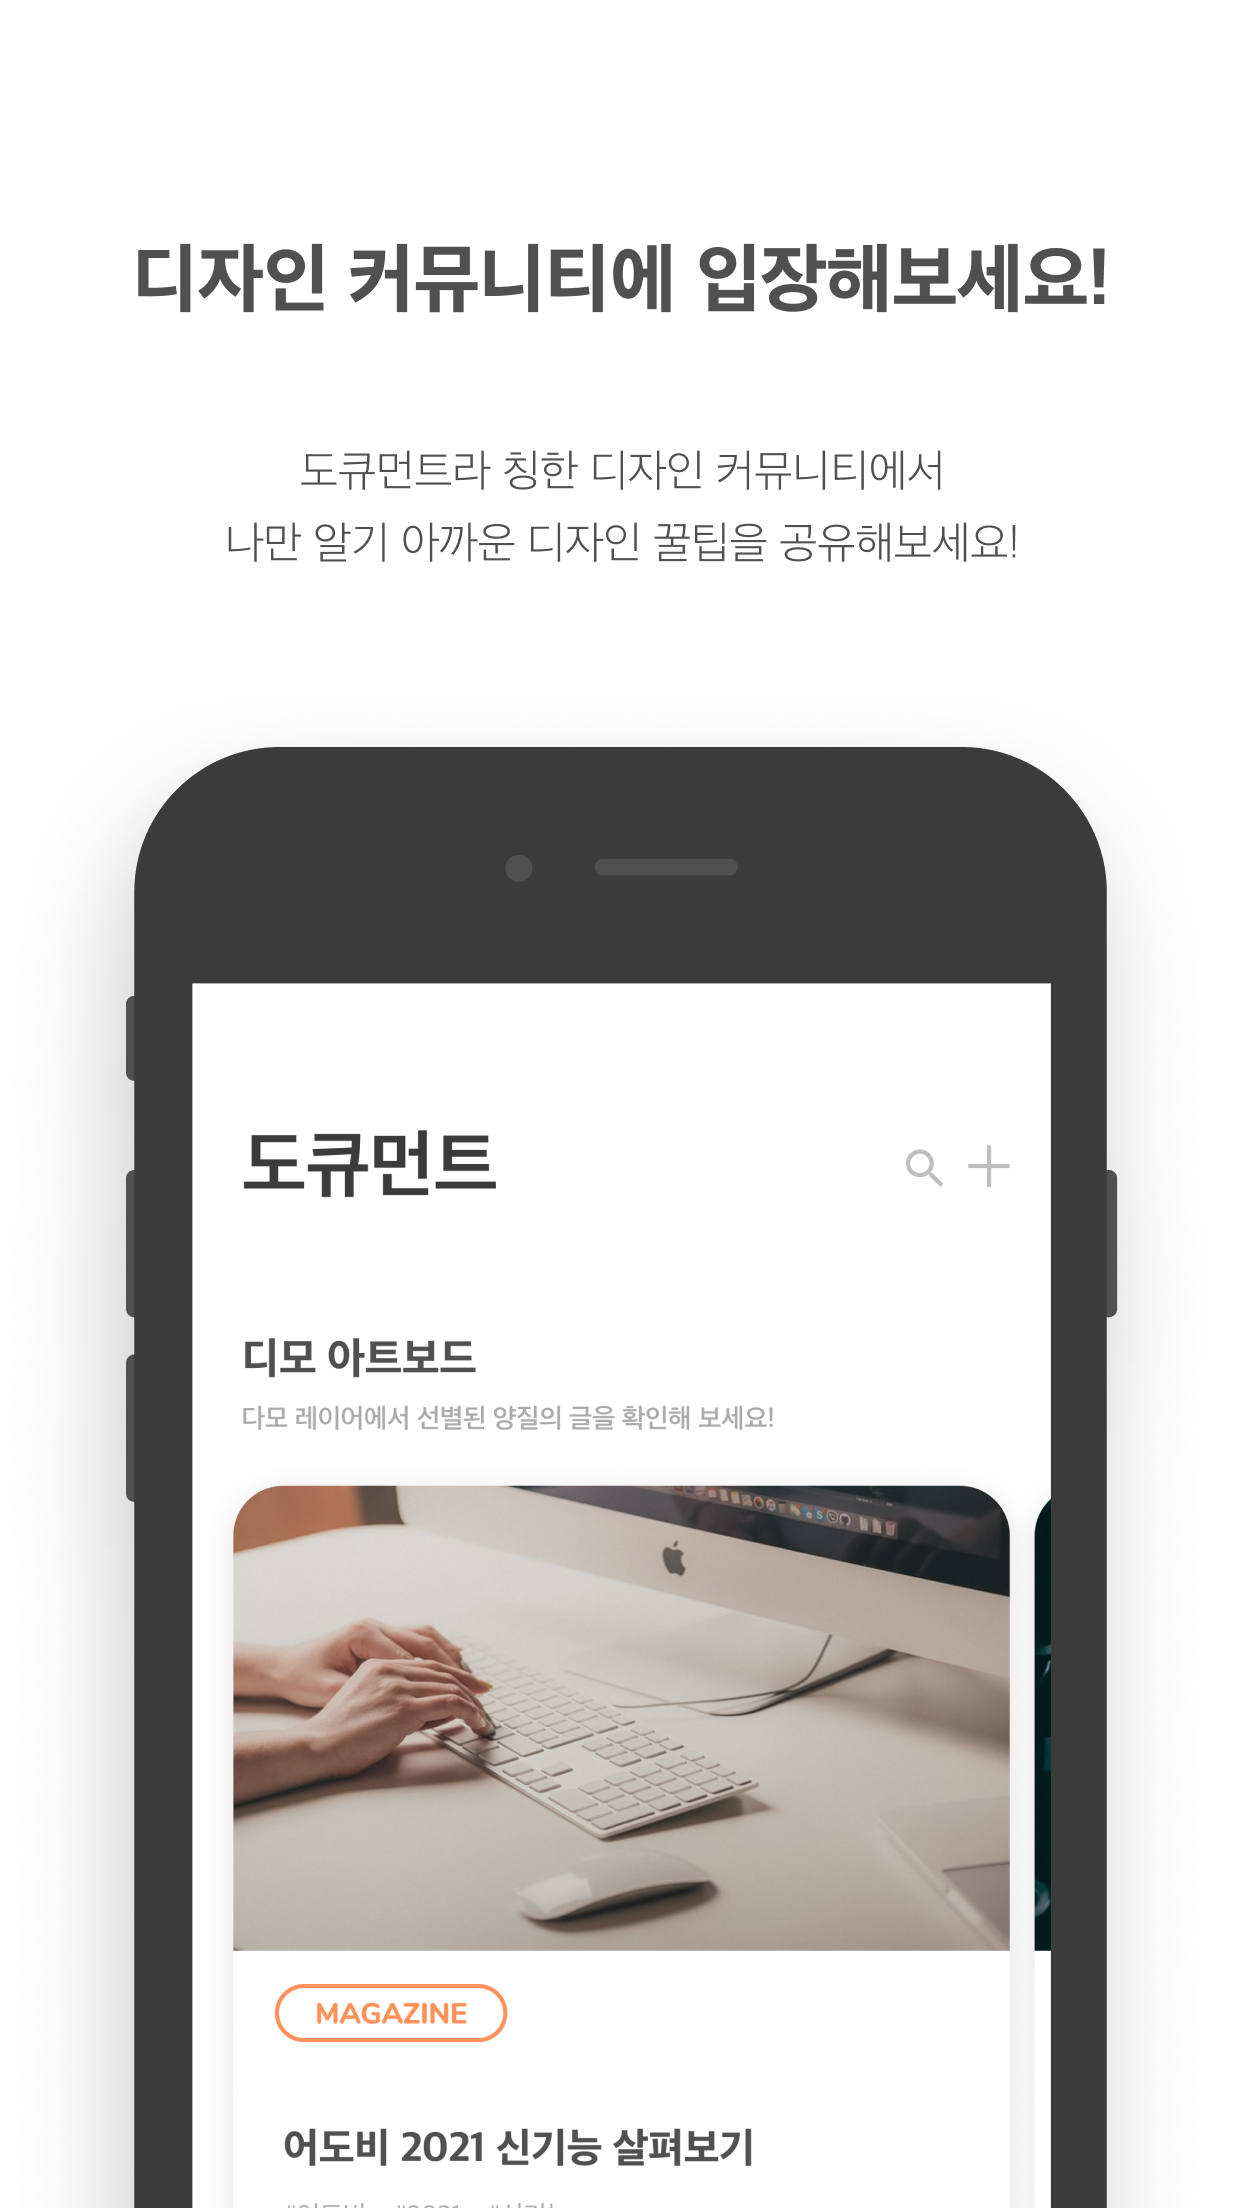 디자인 커뮤니티에 입장해보세요!
도큐먼트라 칭한 디자인 커뮤니티에서
나만 알기 아까운 디자인 꿀팁을 공유해보세요!
도큐먼트
디모 아트보드
다모 레이어에서 선별된 양질의 글을 확인해 보세요!
MAGAZINE
어도비 2021 신기능 살펴보기